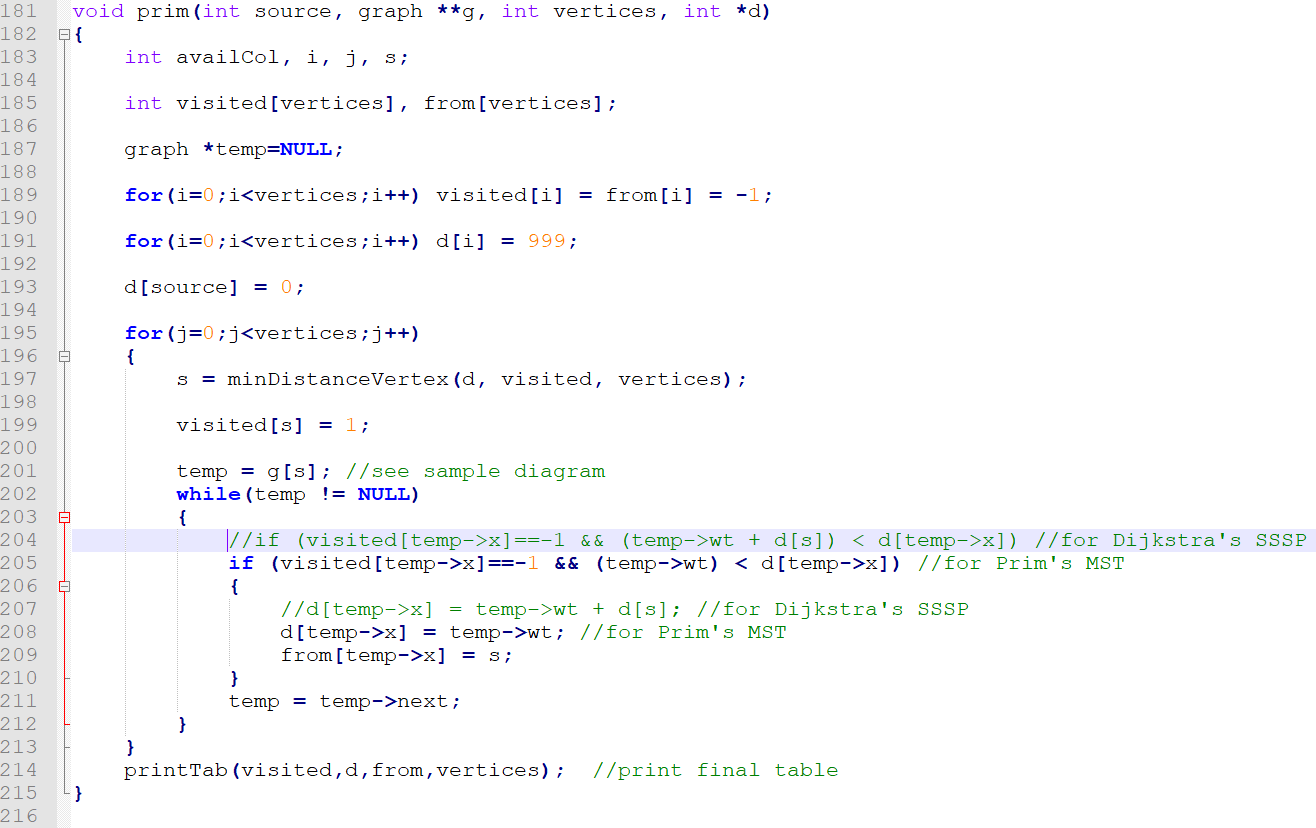 181 void prim(int source, graph **g, int vertices, int *d)
182 {
183     int availCol, i, j, s;
184
185     int visited[vertices], from[vertices];
186
187     graph *temp=NULL;
188
189     for(i=0;i<vertices;i++) visited[i] = from[i] = -1;
190
191     for(i=0;i<vertices;i++) d[i] = 999;
192
193     d[source] = 0;
194
195     for(j=0;j<vertices;j++)
196     {
197         s = minDistanceVertex(d, visited, vertices);
198
199         visited[s] = 1;
200
201         temp = g[s]; //see sample diagram
202         while(temp != NULL)
203         {
204             //if (visited[temp->x]==-1 && (temp->wt + d[s]) < d[temp->x]) //for Dijkstra's SSSP
205             if (visited[temp->x]==-1 && (temp->wt) < d[temp->x]) //for Prim's MST
206             {
207                 //d[temp->x] = temp->wt + d[s]; //for Dijkstra's SSSP
208                 d[temp->x] = temp->wt; //for Prim's MST
209                 from[temp->x] = s;
210             }
211             temp = temp->next;
212         }
213     }
214     printTab(visited,d,from,vertices);  //print final table
215 }
216